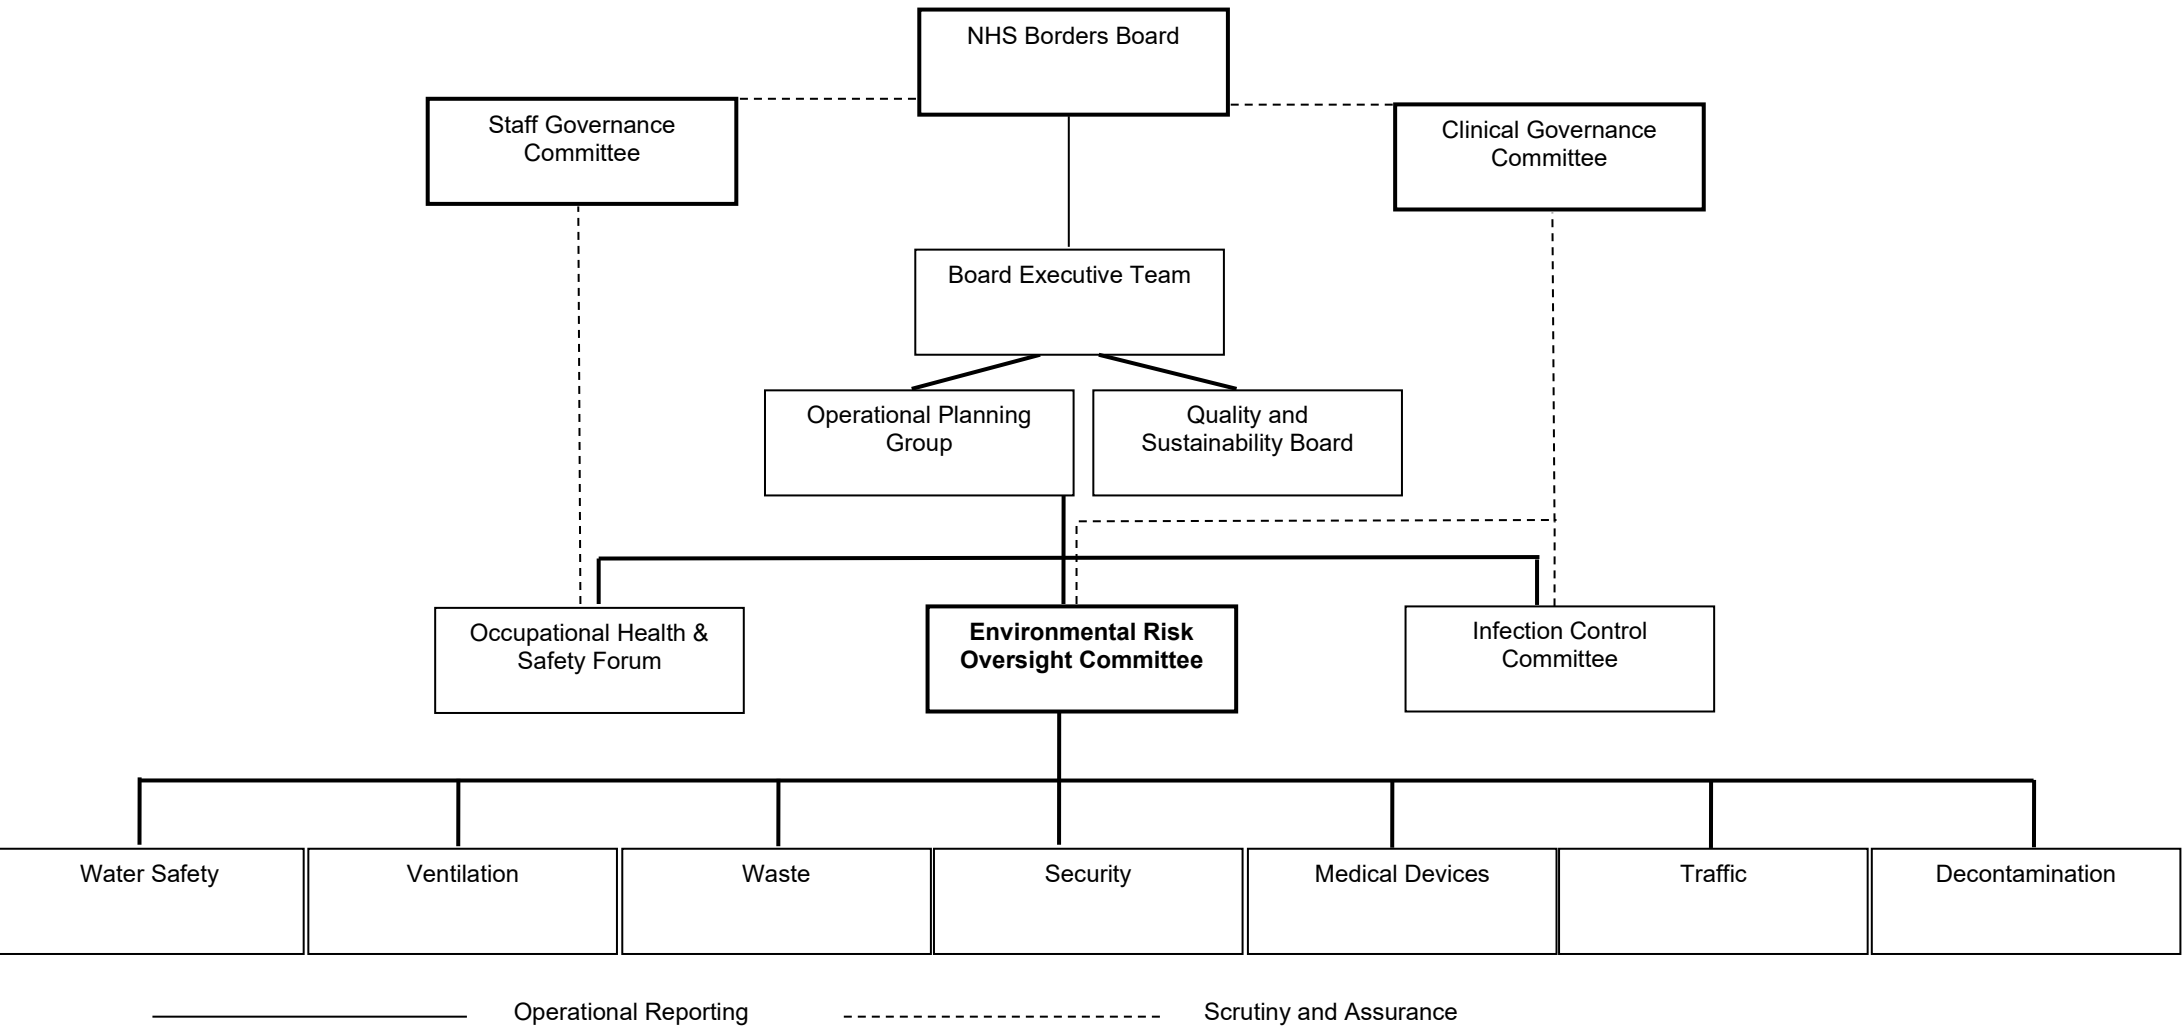 NHS Borders Board
Staff Governance
Committee
Clinical Governance
Committee
Board Executive Team
Operational Planning
Group
Quality and
Sustainability Board
Occupational Health &
Safety Forum
Environmental Risk
Oversight Committee
Infection Control
Committee
Water Safety
Ventilation
Waste
Security
Medical Devices
Traffic
Decontamination
Operational Reporting
Scrutiny and Assurance